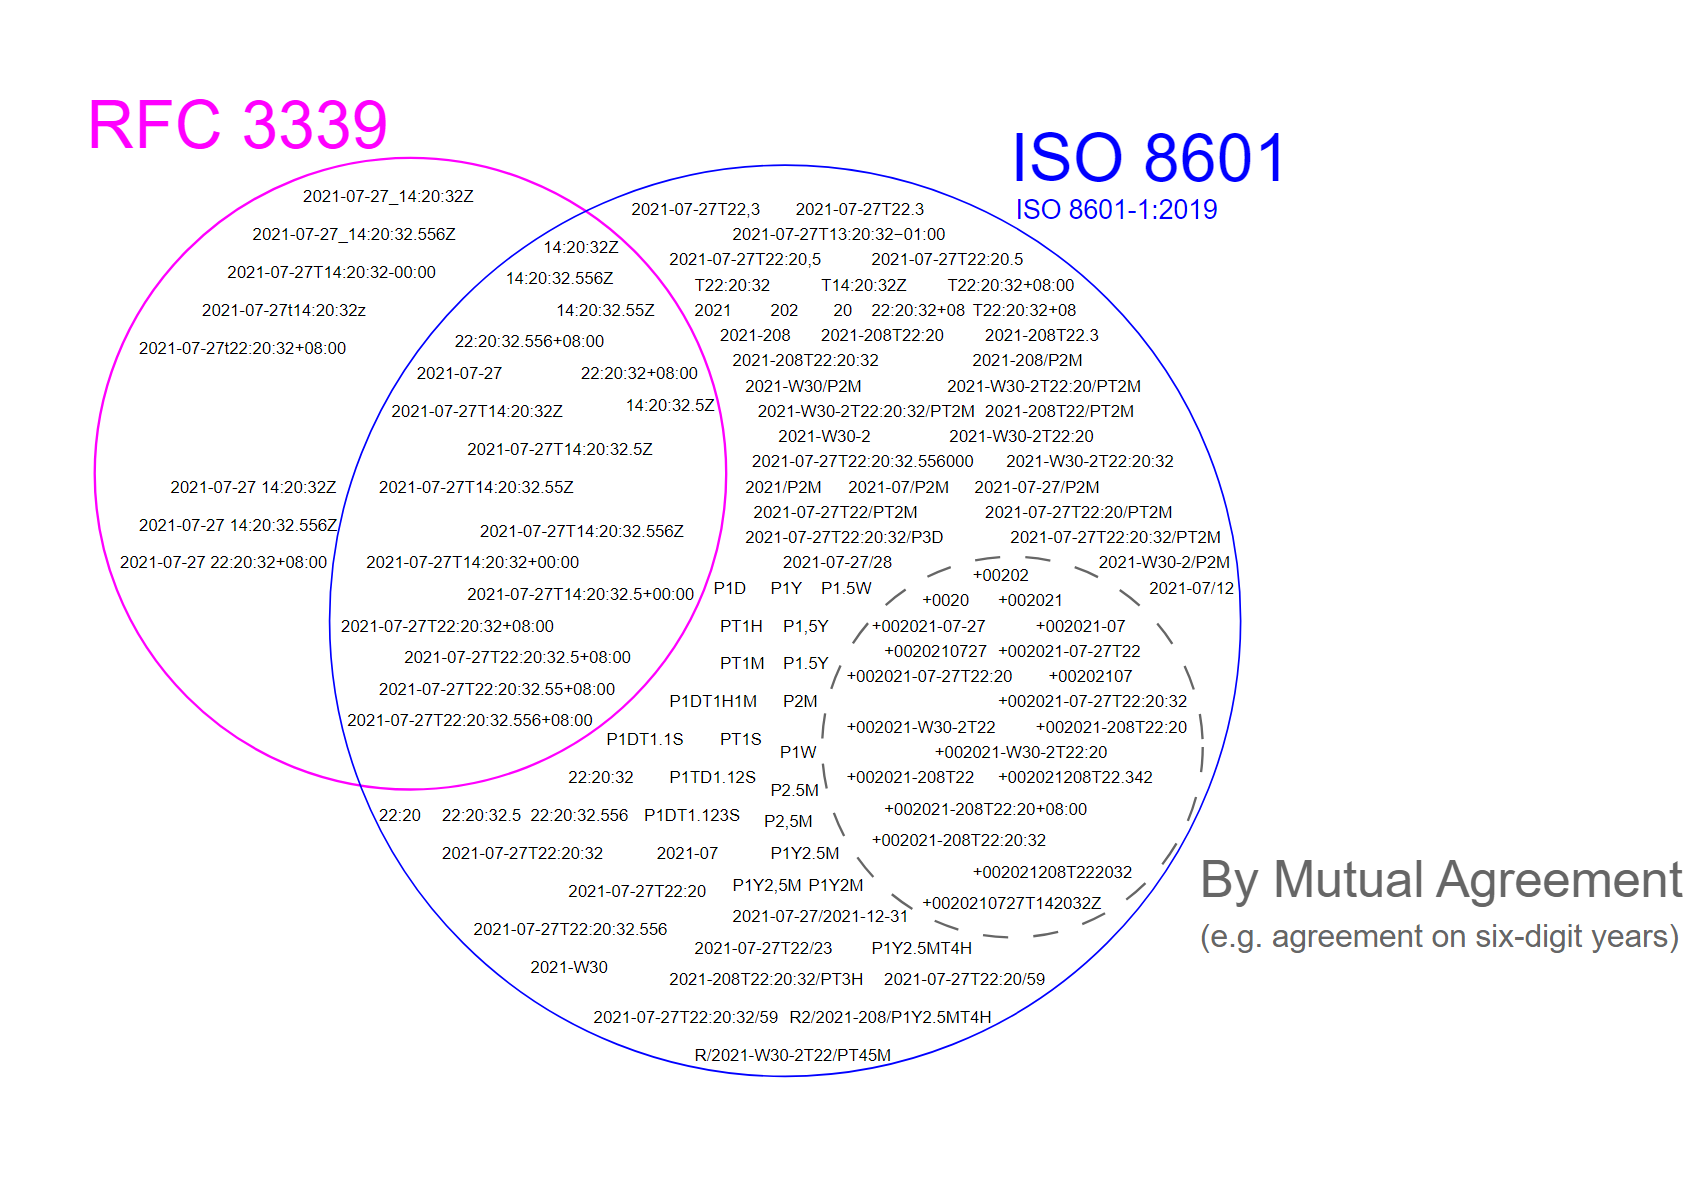 RFC 3339
ISO 8601
ISO 8601-1:2019
2021-07-27_14:20:32Z
2021-07-27_14:20:32.556Z
2021-07-27T14:20:32-00:00
2021-07-27t14:20:32z
2021-07-27t22:20:32+08:00
2021-07-27 14:20:32Z
2021-07-27 14:20:32.556Z
2021-07-27 22:20:32+08:00
14:20:32Z
14:20:32.556Z
14:20:32.55Z
22:20:32.556+08:00
2021-07-27 22:20:32+08:00
14:20:32.5Z
2021-07-27T14:20:32Z
2021-07-27T14:20:32.5Z
2021-07-27T14:20:32.55Z
2021-07-27T14:20:32.556Z
2021-07-27T14:20:32+00:00
2021-07-27T14:20:32.5+00:00
2021-07-27T22:20:32+08:00
2021-07-27T22:20:32.5+08:00
2021-07-27T22:20:32.55+08:00
2021-07-27T22:20:32.556+08:00
2021-07-27T22,3 2021-07-27T22.3
2021-07-27T13:20:32−01:00
2021-07-27T22:20,5 2021-07-27T22:20.5
T22:20:32 T14:20:32Z T22:20:32+08:00
2021 202 20 22:20:32+08 T22:20:32+08
2021-208 2021-208T22:20 2021-208T22.3
2021-208T22:20:32 2021-208/P2M
2021-W30/P2M 2021-W30-2T22:20/PT2M
2021-W30-2T22:20:32/PT2M 2021-208T22/PT2M
2021-W30-2 2021-W30-2T22:20
2021-07-27T22:20:32.556000 2021-W30-2T22:20:32
2021/P2M 2021-07/P2M 2021-07-27/P2M
2021-07-27T22/PT2M 2021-07-27T22:20/PT2M
2021-07-27T22:20:32/P3D 2021-07-27T22:20:32/PT2M
2021-07-27/28 2021-W30-2/P2M
P1D P1Y P1.5W 2021-07/12
PT1H P1,5Y
PT1M P1.5Y
P1DT1H1M P2M
P1DT1.1S PT1S
P1W
22:20:32 P1TD1.12S
P2.5M
22:20 22:20:32.5 22:20:32.556 P1DT1.123S
P2,5M
2021-07-27T22:20:32 2021-07 P1Y2.5M
2021-07-27T22:20 P1Y2,5M P1Y2M
2021-07-27/2021-12-31
2021-07-27T22:20:32.556
2021-07-27T22/23 P1Y2.5MT4H
2021-W30
2021-208T22:20:32/PT3H 2021-07-27T22:20/59
2021-07-27T22:20:32/59 R2/2021-208/P1Y2.5MT4H
R/2021-W30-2T22/PT45M
+00202
+0020 +002021
+002021-07-27 +002021-07
+0020210727 +002021-07-27T22
+002021-07-27T22:20 +00202107
+002021-07-27T22:20:32
+002021-W30-2T22 +002021-208T22:20
+002021-W30-2T22:20
+002021-208T22 +002021208T22.342
+002021-208T22:20+08:00
+002021-208T22:20:32
+002021208T222032
+0020210727T142032Z
By Mutual Agreement
(e.g. agreement on six-digit years)